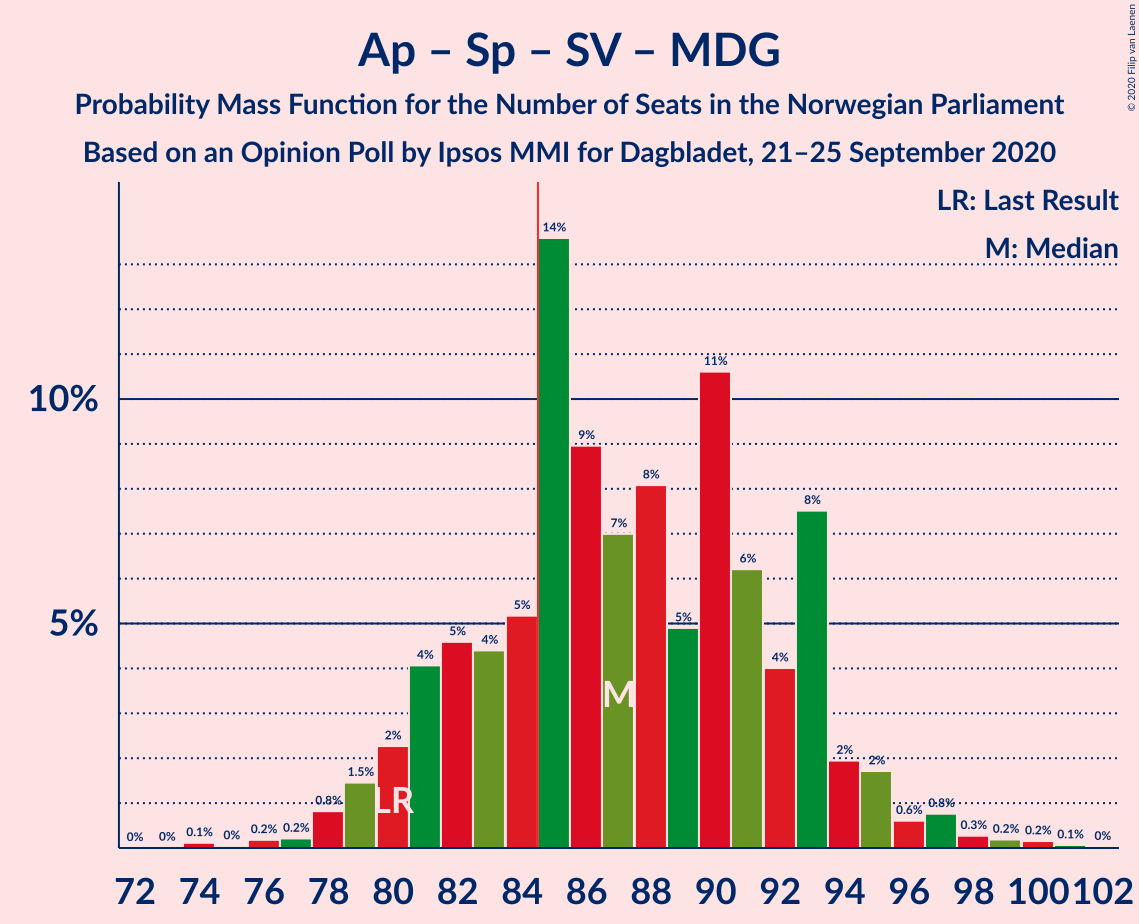 Ap – Sp – SV – MDG
Probability Mass Function for the Number of Seats in the Norwegian Parliament
Based on an Opinion Poll by Ipsos MMI for Dagbladet, 21–25 September 2020
© 2020 Filip van Laenen
LR: Last Result
M: Median
10%
5%
0% 0% 0.1% 0% 0.2% 0.2% 0.8% 1.5% 2% 4% 5% 4% 5% 14% 9% 7% 8% 5% 11% 6% 4% 8% 2% 2% 0.6% 0.8% 0.3% 0.2% 0.2% 0.1% 0%
LR
M
72 74 76 78 80 82 84 86 88 90 92 94 96 98 100 102